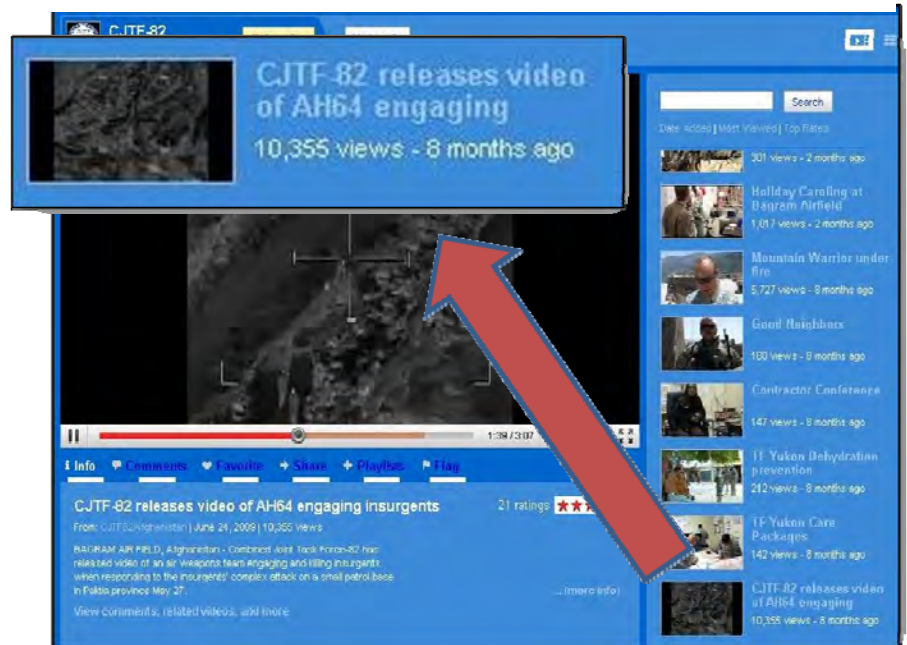 CJTF-82
CJTF-82 releases video
of AH64 engaging
10,355 views - 8 months ago
Search
Date Added | Most Viewed | Top Rated
301 views - 2 months ago
Holiday Caroling at
Bagram Airfield
1,017 views - 2 months ago
Mountain Warrior under
fire
5,727 views - 8 months ago
Good Neighbors
160 views - 8 months ago
Contractor Conference
147 views - 8 months ago
TF Yukon Dehydration
prevention
212 views - 8 months ago
TF Yukon Care
Packages
142 views - 8 months ago
CJTF-82 releases video
of AH64 engaging
10,355 views - 8 months ago
1:39 / 3:07
Info Comments Favorite Share Playlists Flag
CJTF-82 releases video of AH64 engaging insurgents
21 ratings
From: CJTF82Afghanistan | June 24, 2009 | 10,355 views
BAGRAM AIR FIELD, Afghanistan - Combined Joint Task Force-82 has
released video of an air weapons team engaging and killing insurgents
when responding to the insurgents' complex attack on a small patrol base
in Paktia province May 27.
... (more info)
View comments, related videos, and more